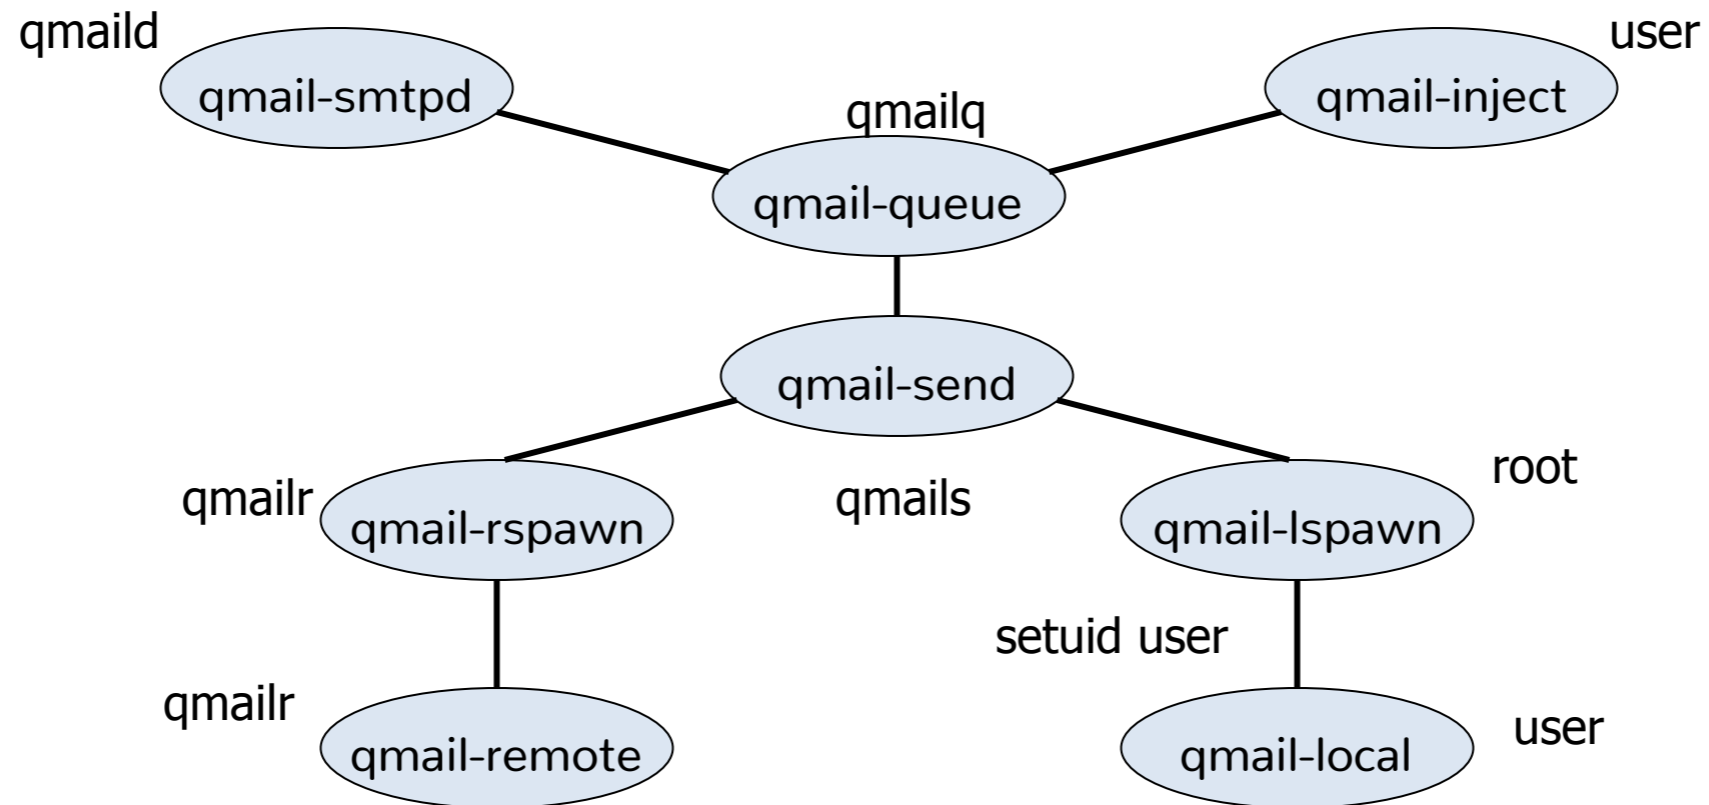 qmaild
user
qmail-smtpd
qmail-inject
qmailq
qmail-queue
qmail-send
root
qmailr
qmails
qmail-rspawn
qmail-lspawn
setuid user
qmailr
user
qmail-remote
qmail-local